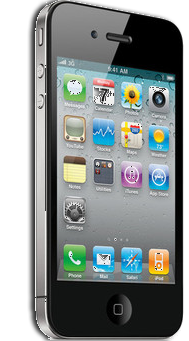 3G 9:41 AM
Messages Calendar Photos Camera
YouTube Stocks Maps Weather
Notes Utilities iTunes App Store
Settings
Phone Mail Safari iPod